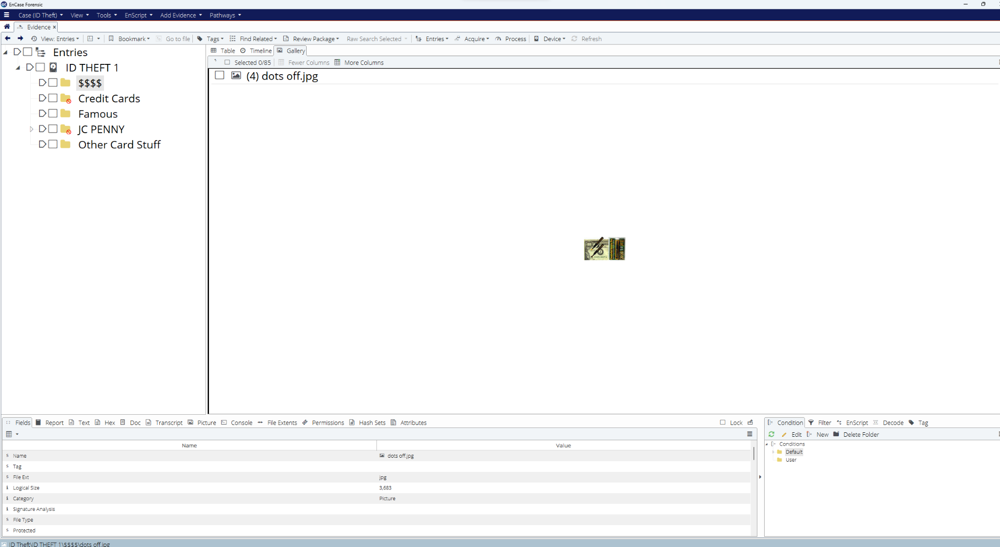 EnCase Forensic
Case (ID Theft) View Tools EnScript Add Evidence Pathways
Evidence
View: Entries Bookmark Go to file Tags Find Related Review Package Raw Search Selected Entries Acquire Process Device Refresh
Entries
ID THEFT 1
$$$$
Credit Cards
Famous
JC PENNY
Other Card Stuff
Table Timeline Gallery
Selected 0/85 Fewer Columns More Columns
(4) dots off.jpg
Fields Report Text Hex Doc Transcript Picture Console File Extents Permissions Hash Sets Attributes Lock
Name Value
Name dots off.jpg
Tag
File Ext jpg
Logical Size 3,683
Category Picture
Signature Analysis
File Type
Protected
Condition Filter EnScript Decode Tag
Edit New Delete Folder
Conditions
Default
User
ID Theft\ID THEFT 1\$$$$\dots off.jpg